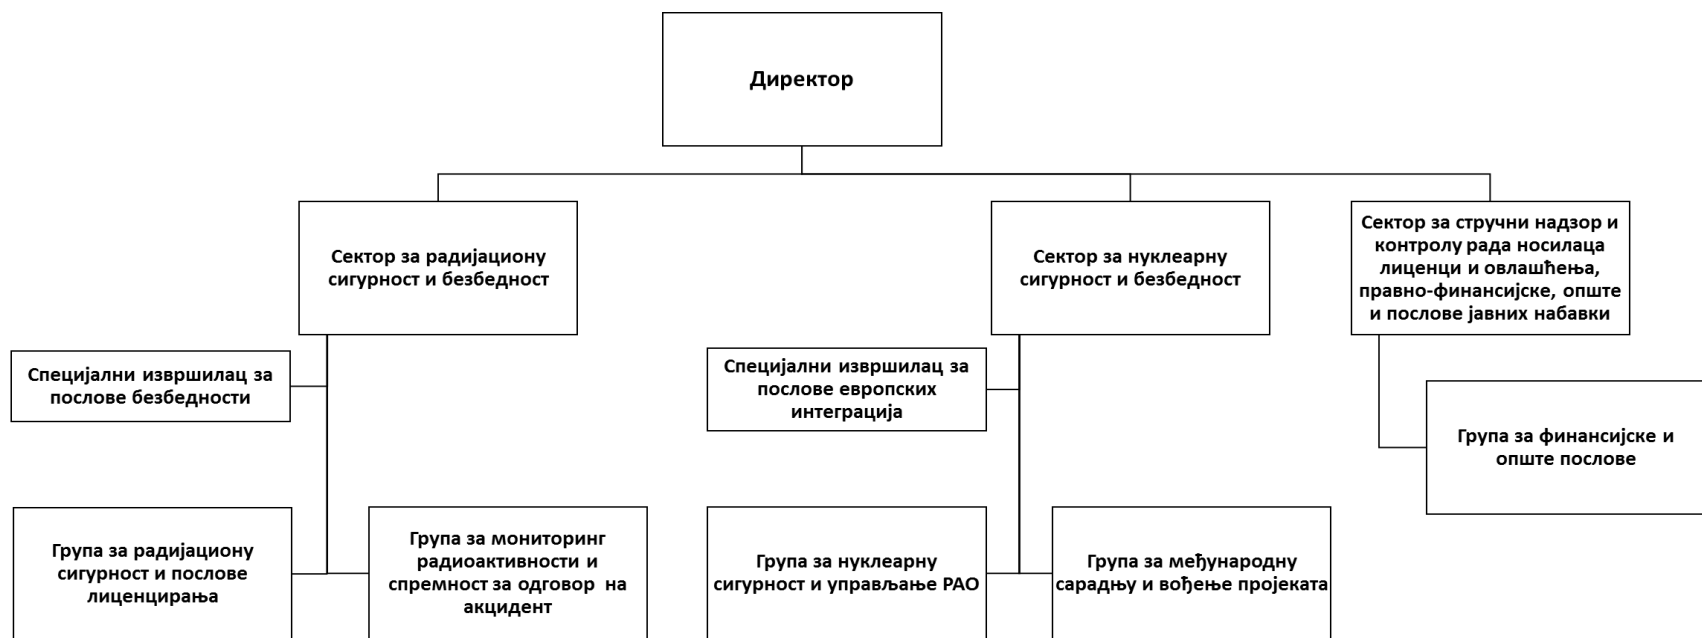 Директор
Сектор за радијациону
сигурност и безбедност
Сектор за нуклеарну
сигурност и безбедност
Сектор за стручни надзор и
контролу рада носилаца
лиценци и овлашћења,
правно-финансијске, опште
и послове јавних набавки
Специјални извршилац за
послове безбедности
Специјални извршилац за
послове европских
интеграција
Група за финансијске и
опште послове
Група за радијациону
сигурност и послове
лиценцирања
Група за мониторинг
радиоактивности и
спремност за одговор на
акцидент
Група за нуклеарну
сигурност и управљање РАО
Група за међународну
сарадњу и вођење пројеката